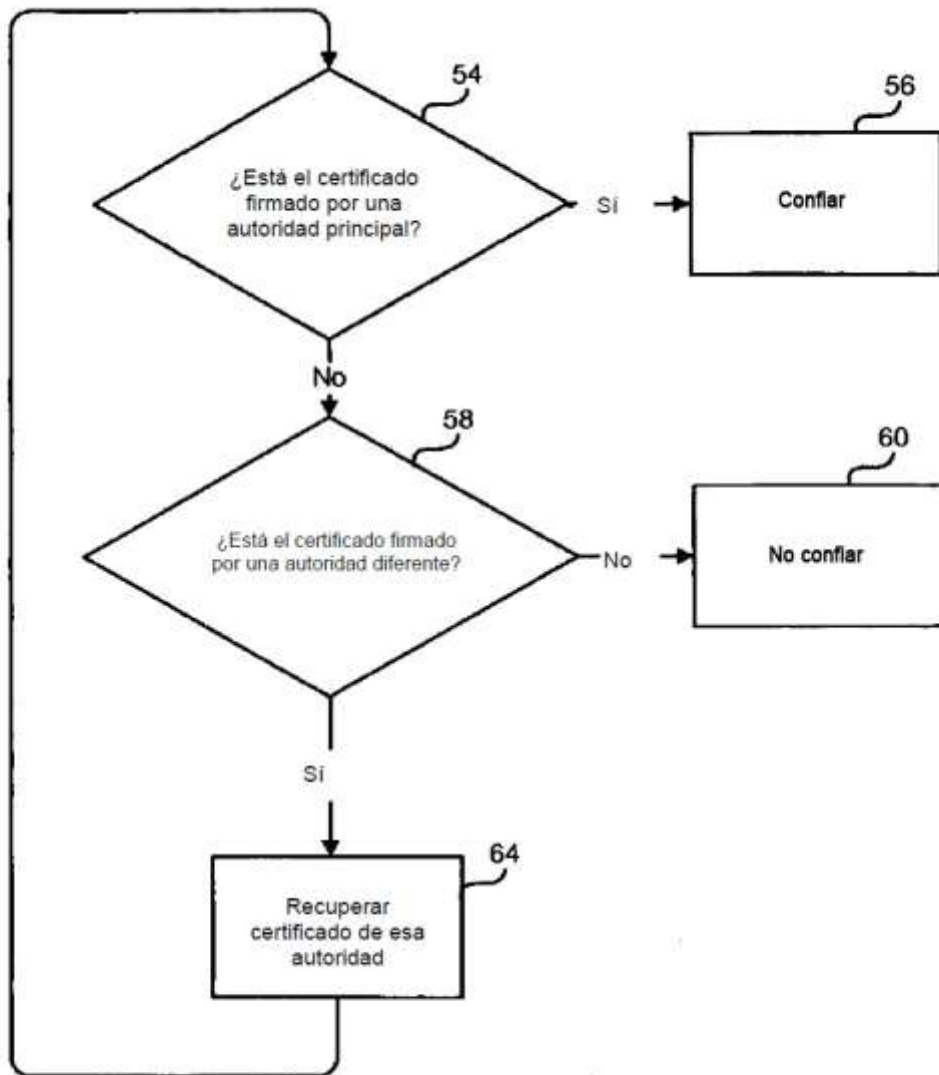 54
56
¿Está el certificado
firmado por una
autoridad principal?
Sí
Confiar
No
58
60
¿Está el certificado firmado
por una autoridad diferente?
No
No confiar
Sí
64
Recuperar
certificado de esa
autoridad